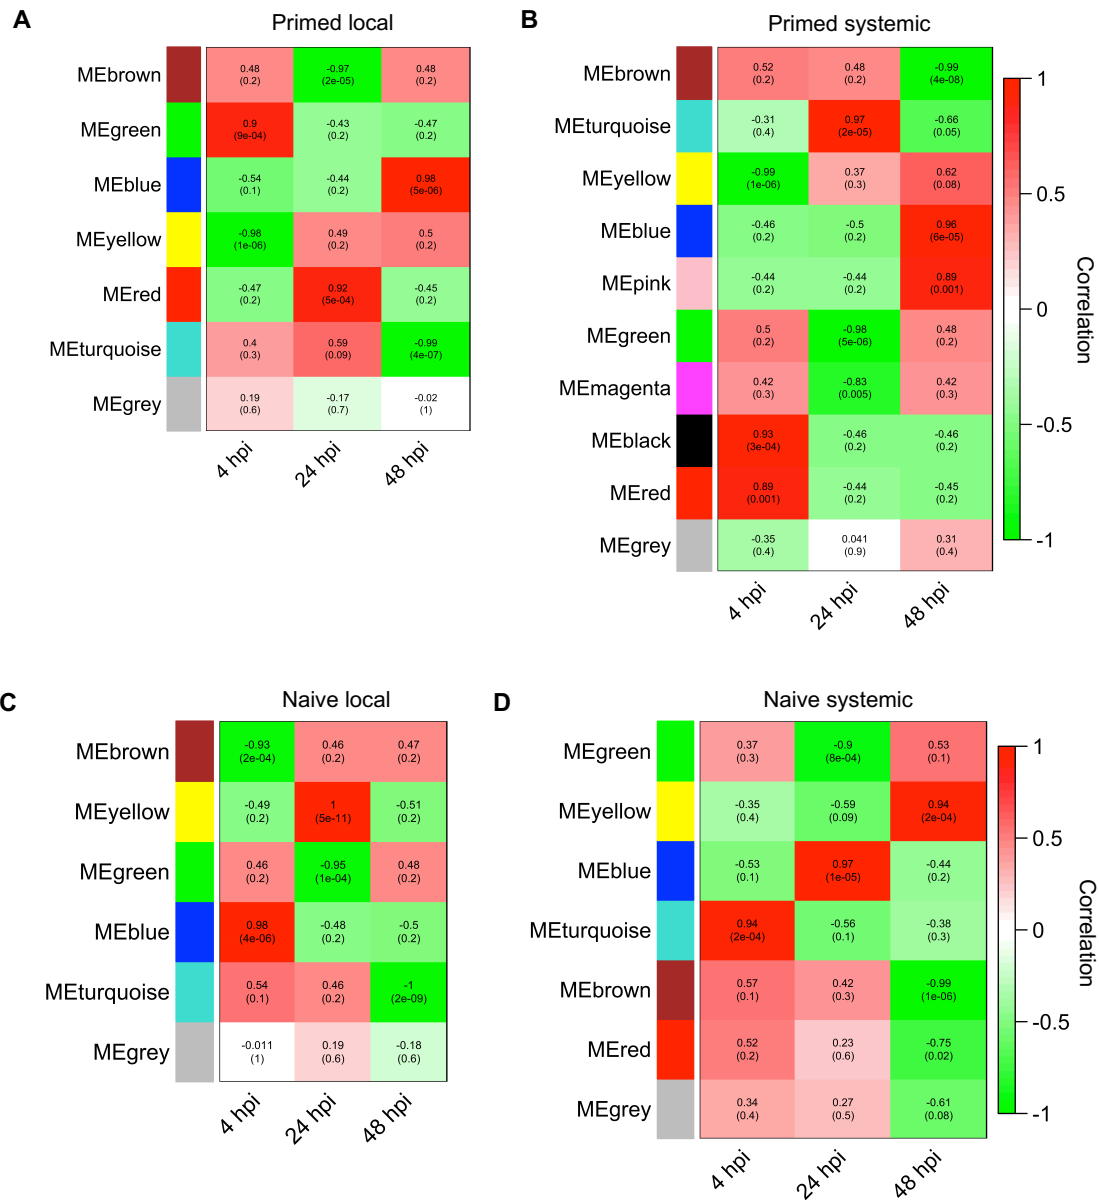 A
Primed local
MEbrown
0.48
(0.2)
-0.97
(2e-05)
0.48
(0.2)
MEgreen
0.9
(9e-04)
-0.43
(0.2)
-0.47
(0.2)
MEblue
-0.54
(0.1)
-0.44
(0.2)
0.98
(5e-06)
MEyellow
-0.98
(1e-06)
0.49
(0.2)
0.5
(0.2)
MEred
-0.47
(0.2)
0.92
(5e-04)
-0.45
(0.2)
MEturquoise
0.4
(0.3)
0.59
(0.09)
-0.99
(4e-07)
MEgrey
0.19
(0.6)
-0.17
(0.7)
-0.02
(1)
4 hpi
24 hpi
48 hpi
B
Primed systemic
MEbrown
0.52
(0.2)
0.48
(0.2)
-0.99
(4e-08)
MEturquoise
-0.31
(0.4)
0.97
(2e-05)
-0.66
(0.05)
MEyellow
-0.99
(1e-06)
0.37
(0.3)
0.62
(0.08)
MEblue
-0.46
(0.2)
-0.5
(0.2)
0.96
(6e-05)
MEpink
-0.44
(0.2)
-0.44
(0.2)
0.89
(0.001)
MEgreen
0.5
(0.2)
-0.98
(5e-06)
0.48
(0.2)
MEmagenta
0.42
(0.3)
-0.83
(0.005)
0.42
(0.3)
MEblack
0.93
(3e-04)
-0.46
(0.2)
-0.46
(0.2)
MEred
0.89
(0.001)
-0.44
(0.2)
-0.45
(0.2)
MEgrey
-0.35
(0.4)
0.041
(0.9)
0.31
(0.4)
4 hpi
24 hpi
48 hpi
1
0.5
0
-0.5
-1
Correlation
C
Naive local
MEbrown
-0.93
(2e-04)
0.46
(0.2)
0.47
(0.2)
MEyellow
-0.49
(0.2)
1
(5e-11)
-0.51
(0.2)
MEgreen
0.46
(0.2)
-0.95
(1e-04)
0.48
(0.2)
MEblue
0.98
(4e-06)
-0.48
(0.2)
-0.5
(0.2)
MEturquoise
0.54
(0.1)
0.46
(0.2)
-1
(2e-09)
MEgrey
-0.011
(1)
0.19
(0.6)
-0.18
(0.6)
4 hpi
24 hpi
48 hpi
D
Naive systemic
MEgreen
0.37
(0.3)
-0.9
(8e-04)
0.53
(0.1)
MEyellow
-0.35
(0.4)
-0.59
(0.09)
0.94
(2e-04)
MEblue
-0.53
(0.1)
0.97
(1e-05)
-0.44
(0.2)
MEturquoise
0.94
(2e-04)
-0.56
(0.1)
-0.38
(0.3)
MEbrown
0.57
(0.1)
0.42
(0.3)
-0.99
(1e-06)
MEred
0.52
(0.2)
0.23
(0.6)
-0.75
(0.02)
MEgrey
0.34
(0.4)
0.27
(0.5)
-0.61
(0.08)
4 hpi
24 hpi
48 hpi
1
0.5
0
-0.5
-1
Correlation